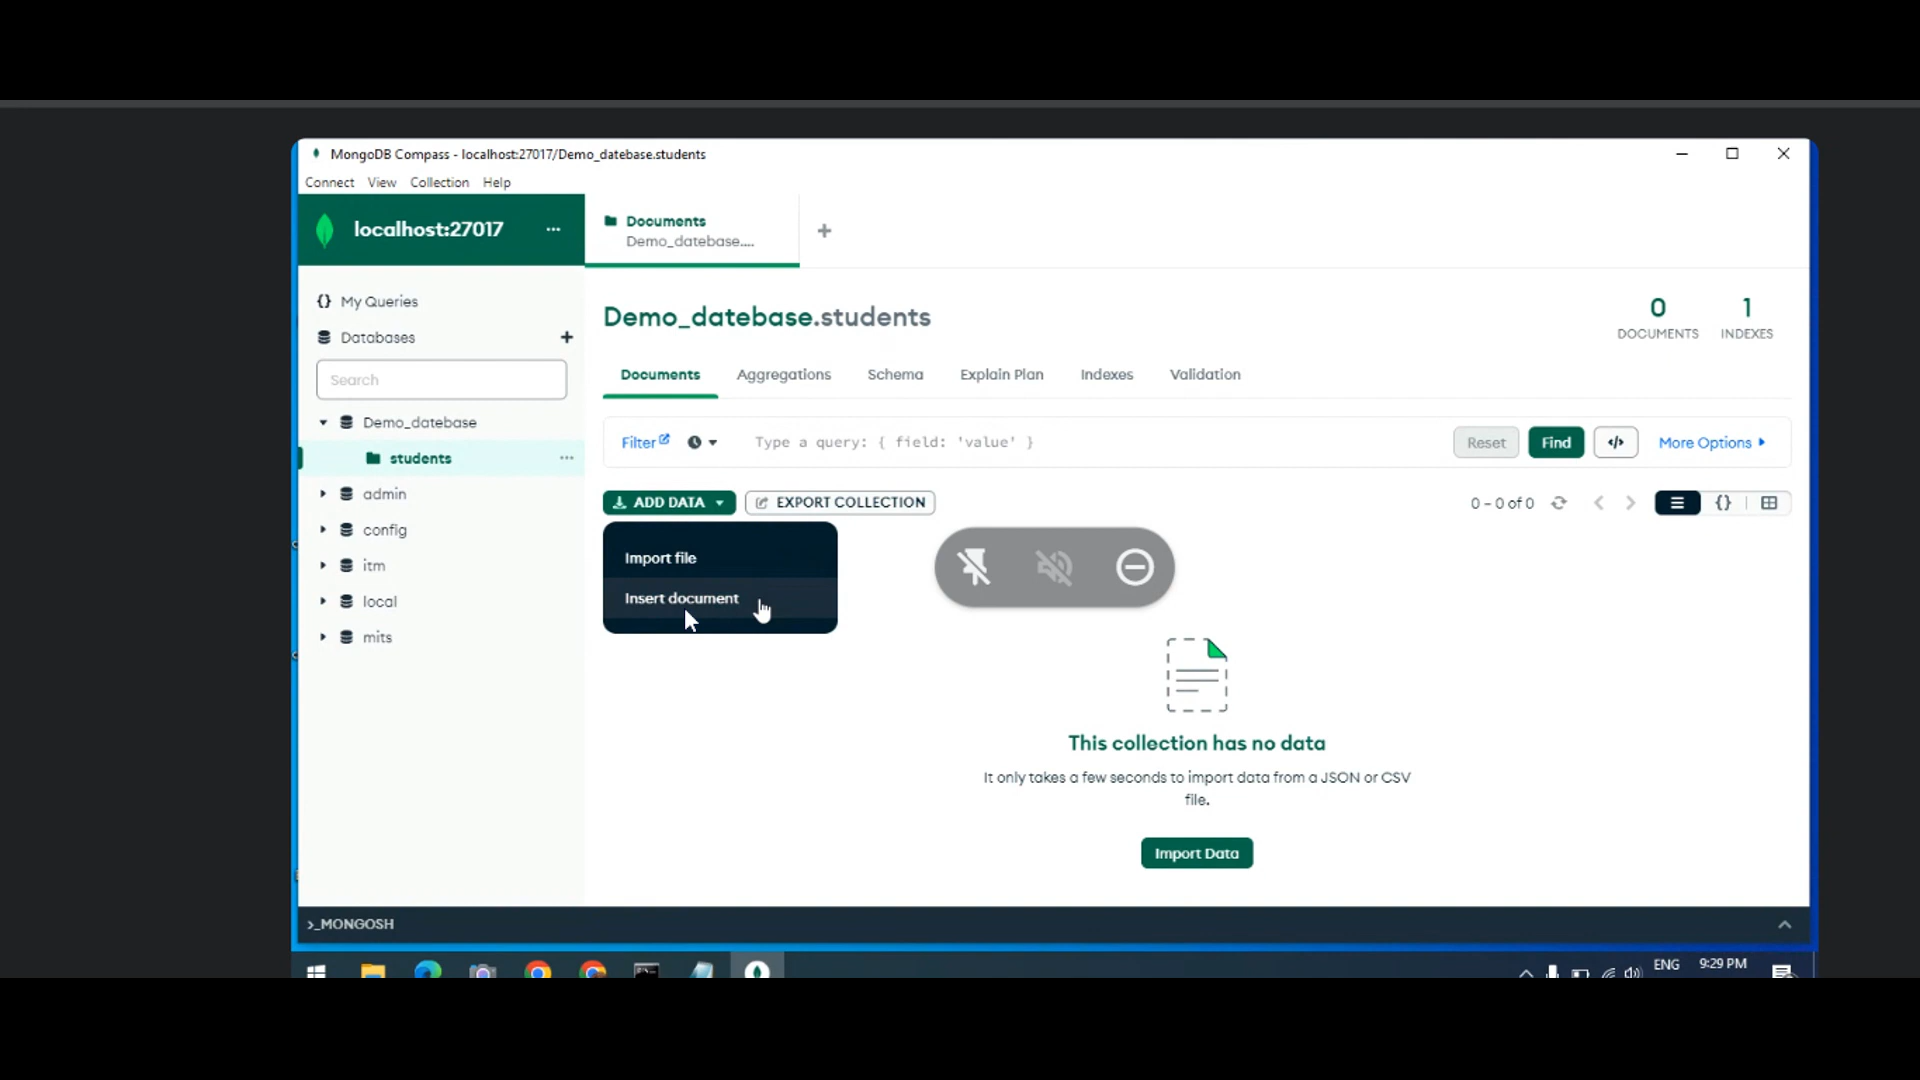 MongoDB Compass - localhost:27017/Demo_datebase.students
Connect View Collection Help
localhost:27017 ...
Documents
Demo_datebase....
+
{} My Queries
Databases +
Search
Demo_datebase
students ...
admin
config
itm
local
mits
Demo_datebase.students
0
DOCUMENTS
1
INDEXES
Documents Aggregations Schema Explain Plan Indexes Validation
Filter Type a query: { field: 'value' } Reset Find </> More Options
ADD DATA EXPORT COLLECTION 0 – 0 of 0 {}
Import file
Insert document
This collection has no data
It only takes a few seconds to import data from a JSON or CSV
file.
Import Data
>_MONGOSH
ENG 9:29 PM